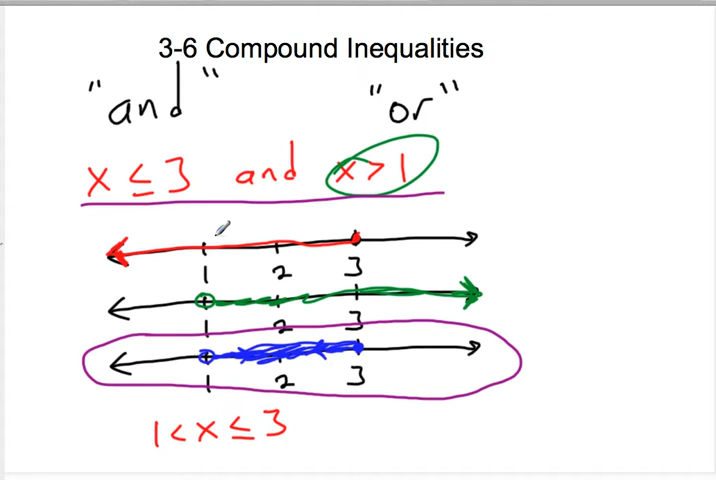 3-6 Compound Inequalities
"and" "or"
x ≤ 3 and x > 1
1 2 3
1 2 3
1 2 3
1 < x ≤ 3